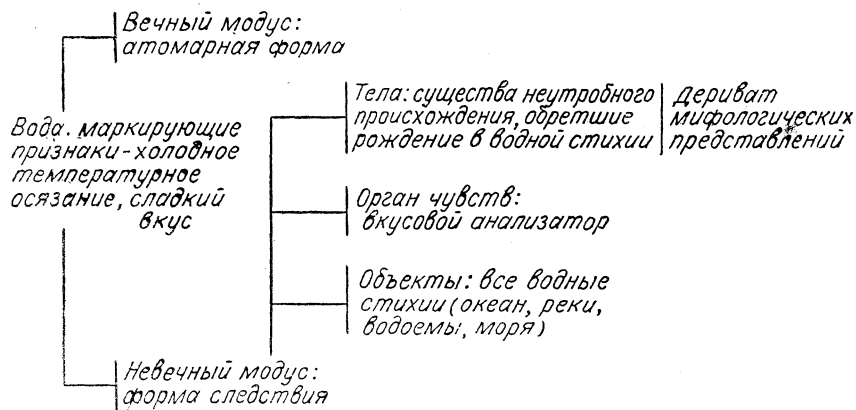 Вечный модус:
атомарная форма
Вода. маркирующие
признаки-холодное
температурное
осязание, сладкий
вкус
Тела: существа неутробного
происхождения, обретшие
рождение в водной стихии
Дериват
мифологических
представлений
Орган чувств:
вкусовой анализатор
Объекты: все водные
стихии (океан, реки,
водоемы, моря)
Невечный модус:
форма следствия